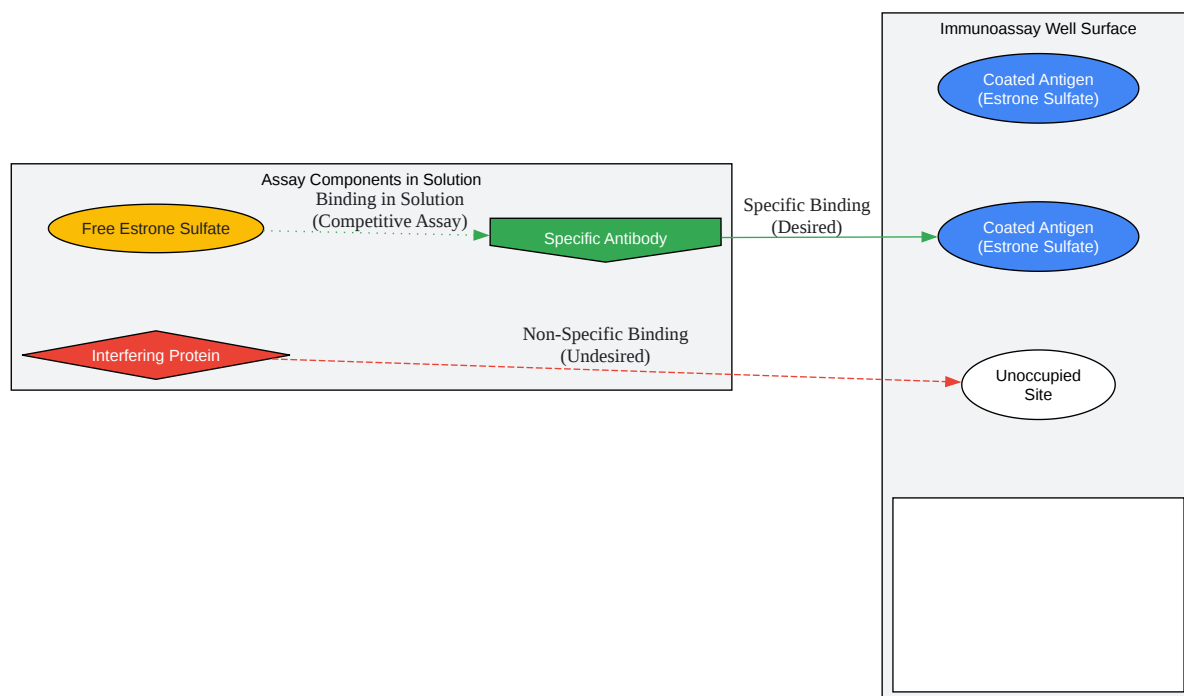 Immunoassay Well Surface
Coated Antigen
(Estrone Sulfate)
Assay Components in Solution
Binding in Solution
(Competitive Assay)
Free Estrone Sulfate
Specific Antibody
Specific Binding
(Desired)
Coated Antigen
(Estrone Sulfate)
Interfering Protein
Non-Specific Binding
(Undesired)
Unoccupied
Site